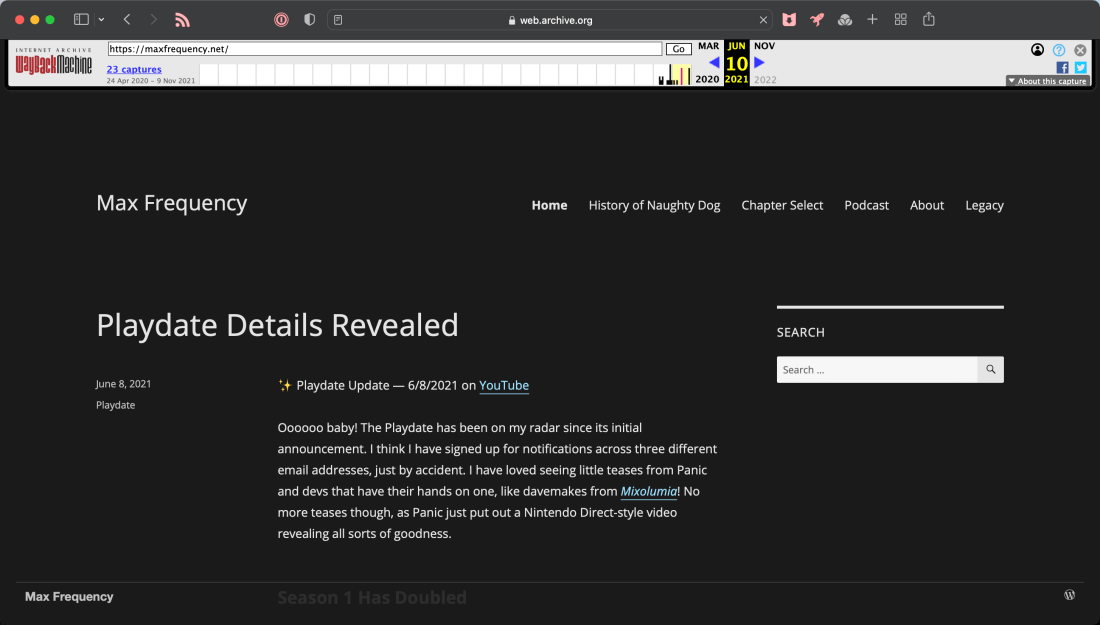 web.archive.org
INTERNET ARCHIVE
WayBackMachine
https://maxfrequency.net/
Go
MAR
JUN
NOV
23 captures
10
24 Apr 2020 – 9 Nov 2021
2020
2021
2022
About this capture
Max Frequency
Home
History of Naughty Dog
Chapter Select
Podcast
About
Legacy
Playdate Details Revealed
SEARCH
Search …
June 8, 2021
Playdate
✨ Playdate Update — 6/8/2021 on YouTube
Oooooo baby! The Playdate has been on my radar since its initial
announcement. I think I have signed up for notifications across three different
email addresses, just by accident. I have loved seeing little teases from Panic
and devs that have their hands on one, like davemakes from Mixolumia! No
more teases though, as Panic just put out a Nintendo Direct-style video
revealing all sorts of goodness.
Season 1 Has Doubled
Max Frequency